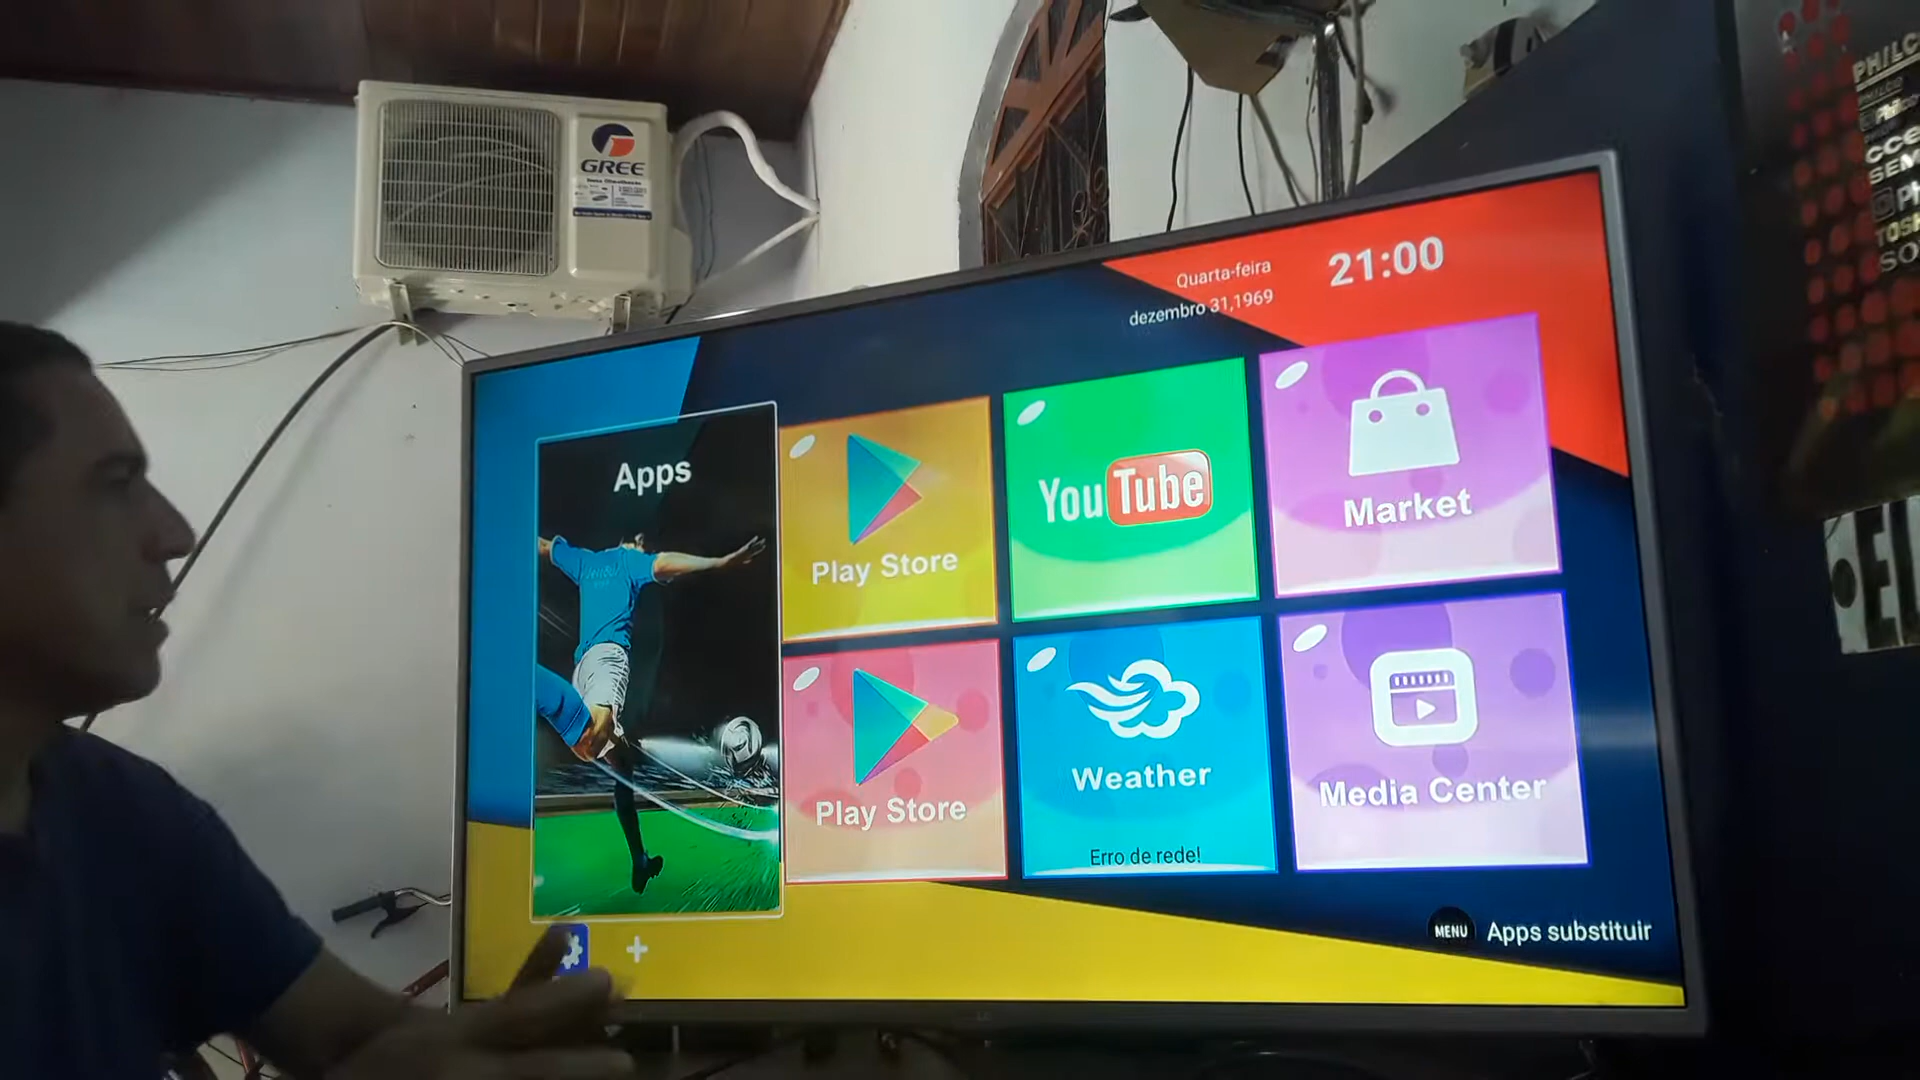 GREE
Quarta-feira
21:00
dezembro 31,1969
Apps
Play Store
YouTube
Market
Play Store
Weather
Erro de rede!
Media Center
MENU Apps substituir
PHILCO
CCE